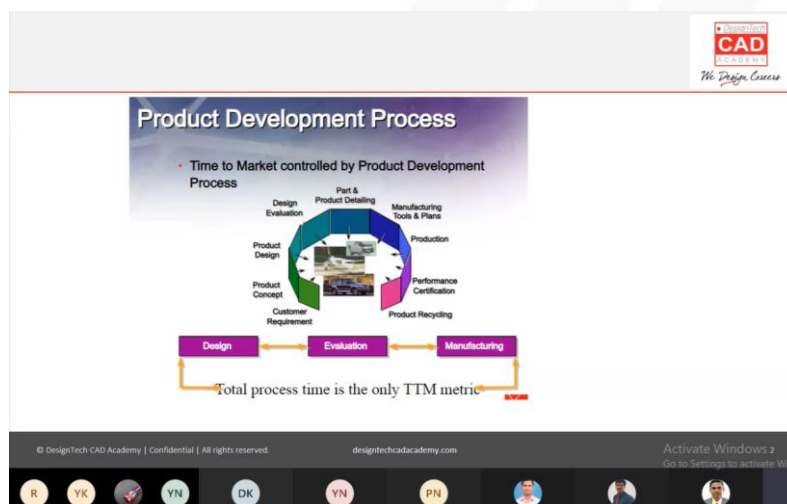 DesignTech
CAD
ACADEMY
We Design Careers
Product Development Process
• Time to Market controlled by Product Development
Process
Part &
Product Detailing
Design
Evaluation
Manufacturing
Tools & Plans
Product
Design
Production
Product
Concept
Performance
Certification
Customer
Requirement
Product Recycling
Design
Evaluation
Manufacturing
Total process time is the only TTM metric
© DesignTech CAD Academy | Confidential | All rights reserved.
designtechcadacademy.com
2
Activate Windows
Go to Settings to activate W
R
YK
YN
DK
YN
PN